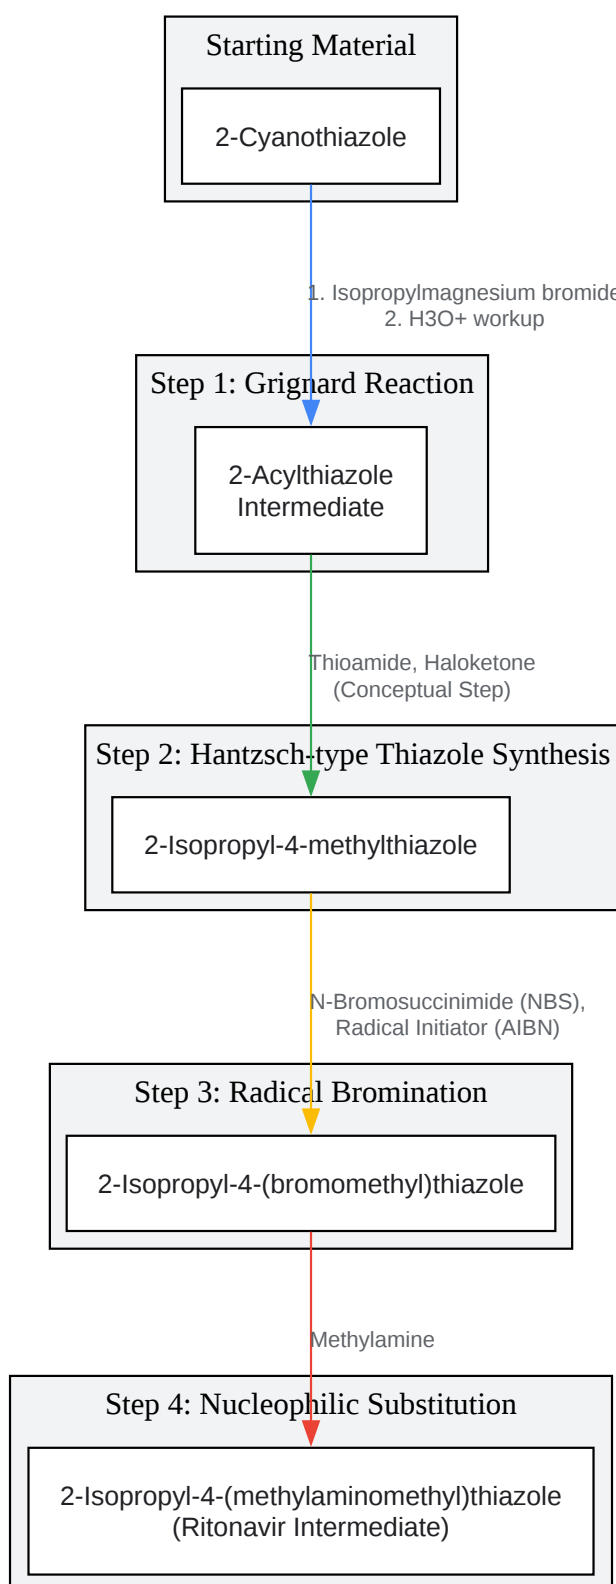 Starting Material
2-Cyanothiazole
1. Isopropylmagnesium bromide
2. H3O+ workup
Step 1: Grignard Reaction
2-Acylthiazole
Intermediate
Thioamide, Haloketone
(Conceptual Step)
Step 2: Hantzsch-type Thiazole Synthesis
2-Isopropyl-4-methylthiazole
N-Bromosuccinimide (NBS),
Radical Initiator (AIBN)
Step 3: Radical Bromination
2-Isopropyl-4-(bromomethyl)thiazole
Methylamine
Step 4: Nucleophilic Substitution
2-Isopropyl-4-(methylaminomethyl)thiazole
(Ritonavir Intermediate)